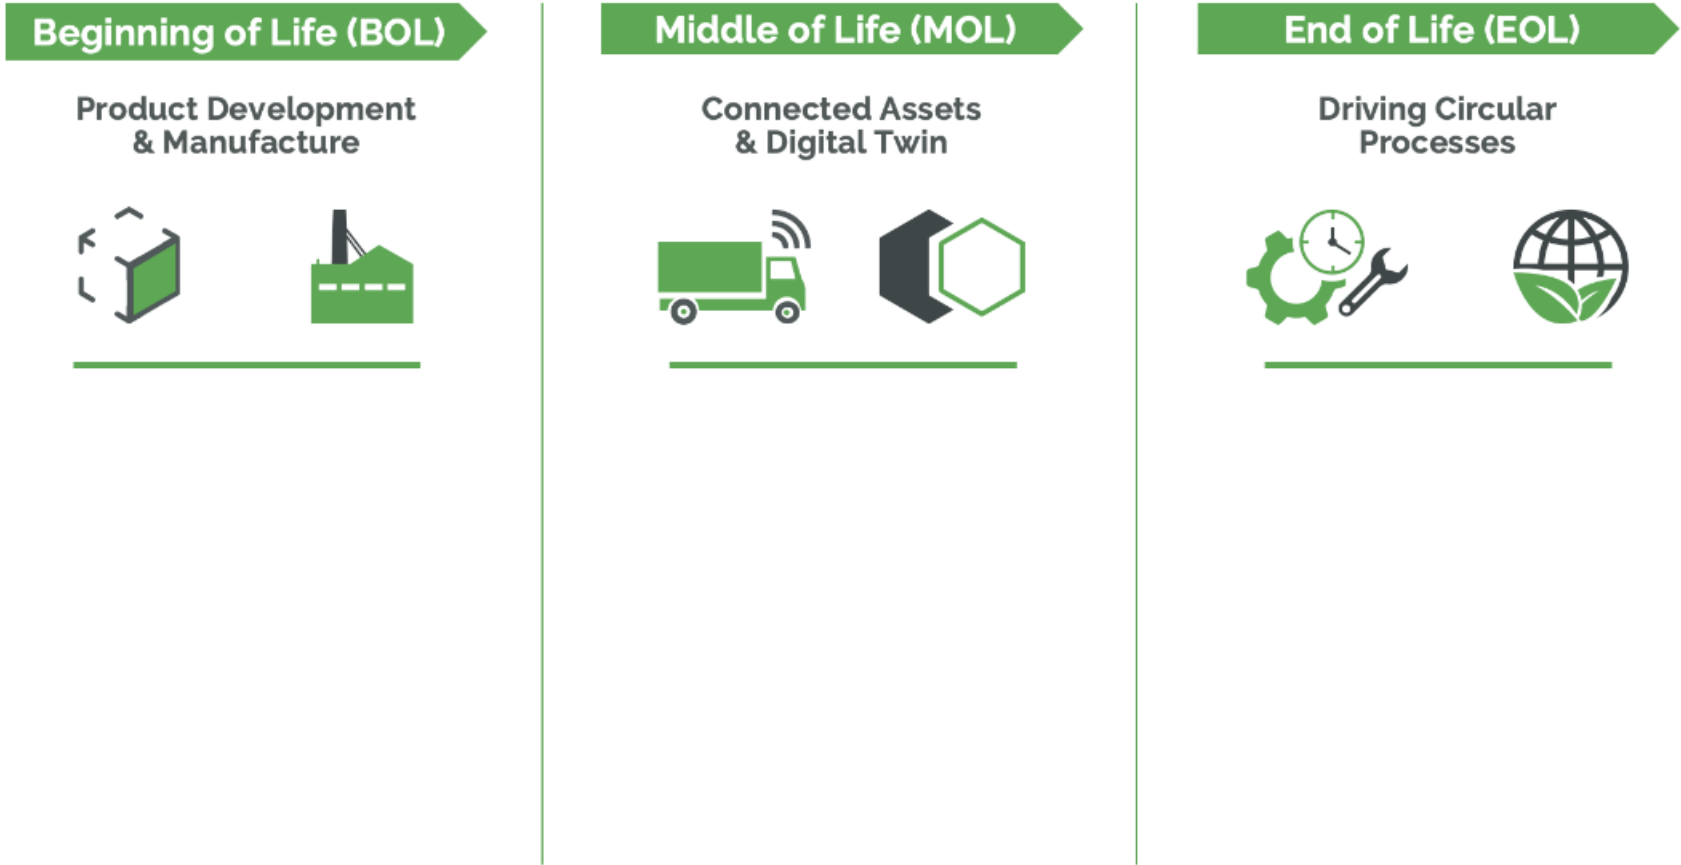 Beginning of Life (BOL)
Product Development
& Manufacture
Middle of Life (MOL)
Connected Assets
& Digital Twin
End of Life (EOL)
Driving Circular
Processes